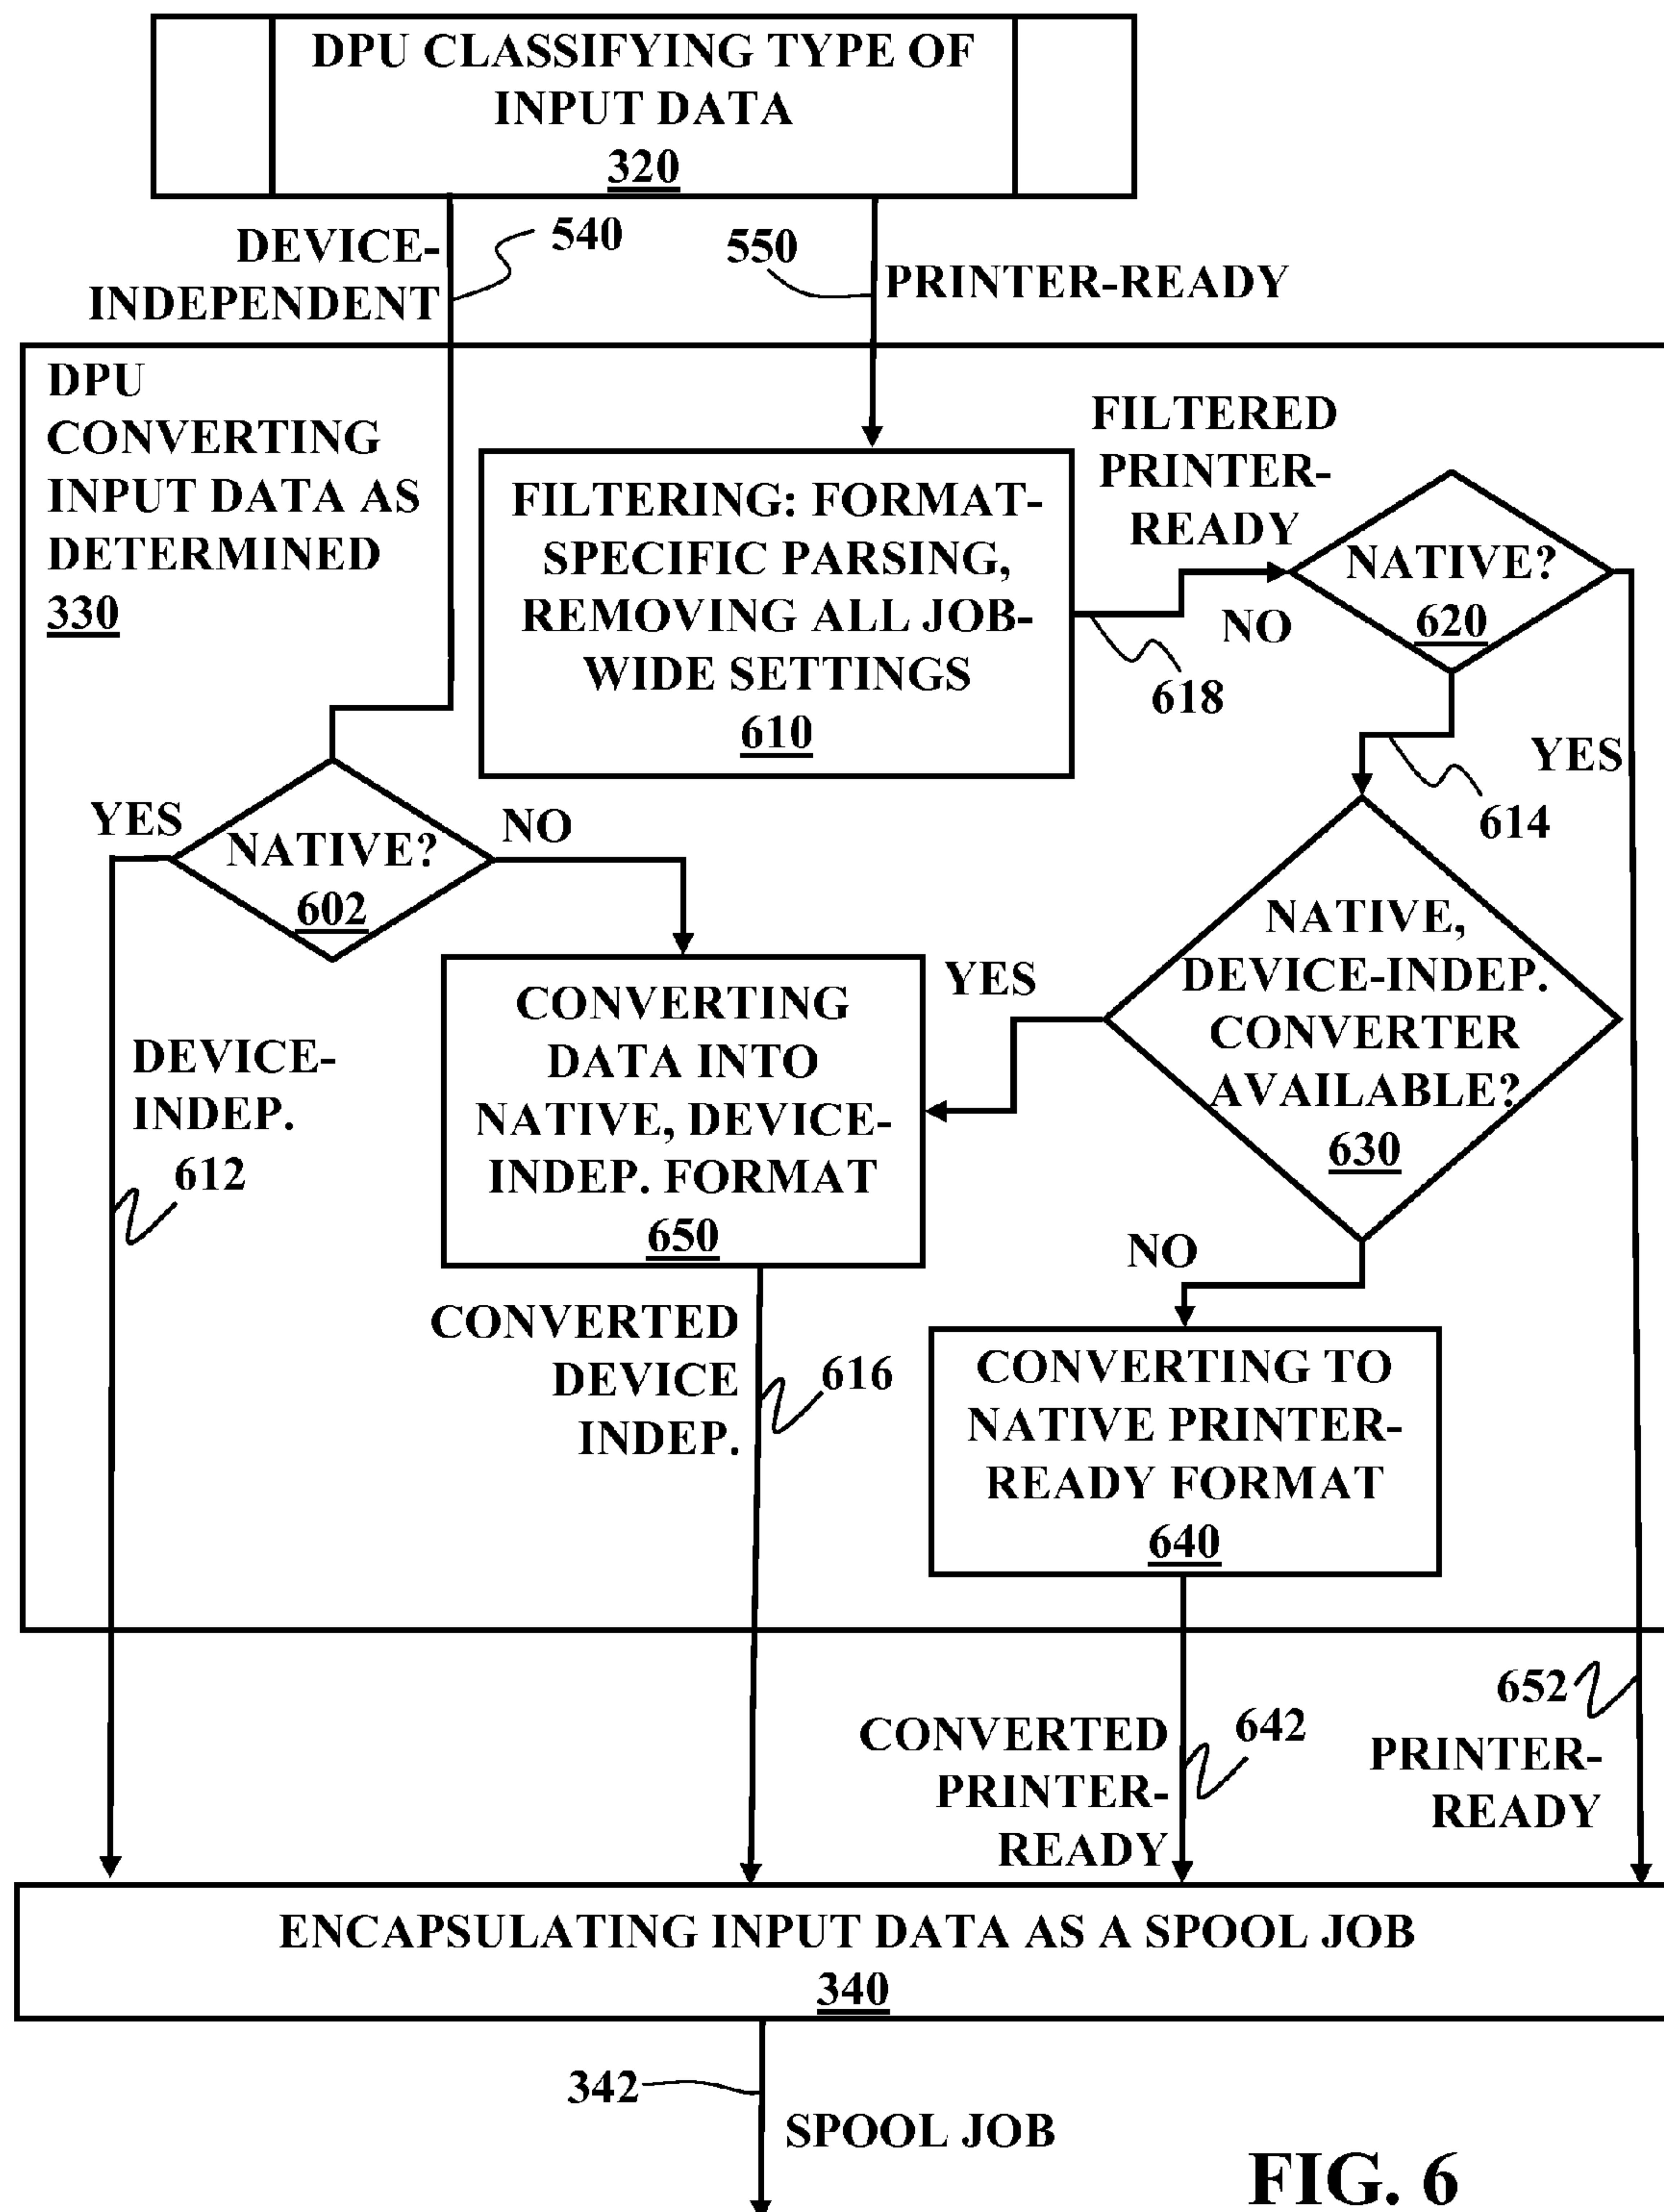 DPU CLASSIFYING TYPE OF
INPUT DATA
320
DEVICE-
INDEPENDENT
540
550
PRINTER-READY
DPU
CONVERTING
INPUT DATA AS
DETERMINED
330
FILTERING: FORMAT-
SPECIFIC PARSING,
REMOVING ALL JOB-
WIDE SETTINGS
610
FILTERED
PRINTER-
READY
NATIVE?
620
NO
618
YES
614
YES
NATIVE?
602
NO
NATIVE,
DEVICE-INDEP.
CONVERTER
AVAILABLE?
630
YES
CONVERTING
DATA INTO
NATIVE, DEVICE-
INDEP. FORMAT
650
DEVICE-
INDEP.
612
NO
CONVERTED
DEVICE
INDEP.
616
CONVERTING TO
NATIVE PRINTER-
READY FORMAT
640
652
PRINTER-
READY
CONVERTED
PRINTER-
READY
642
ENCAPSULATING INPUT DATA AS A SPOOL JOB
340
342
SPOOL JOB
FIG. 6